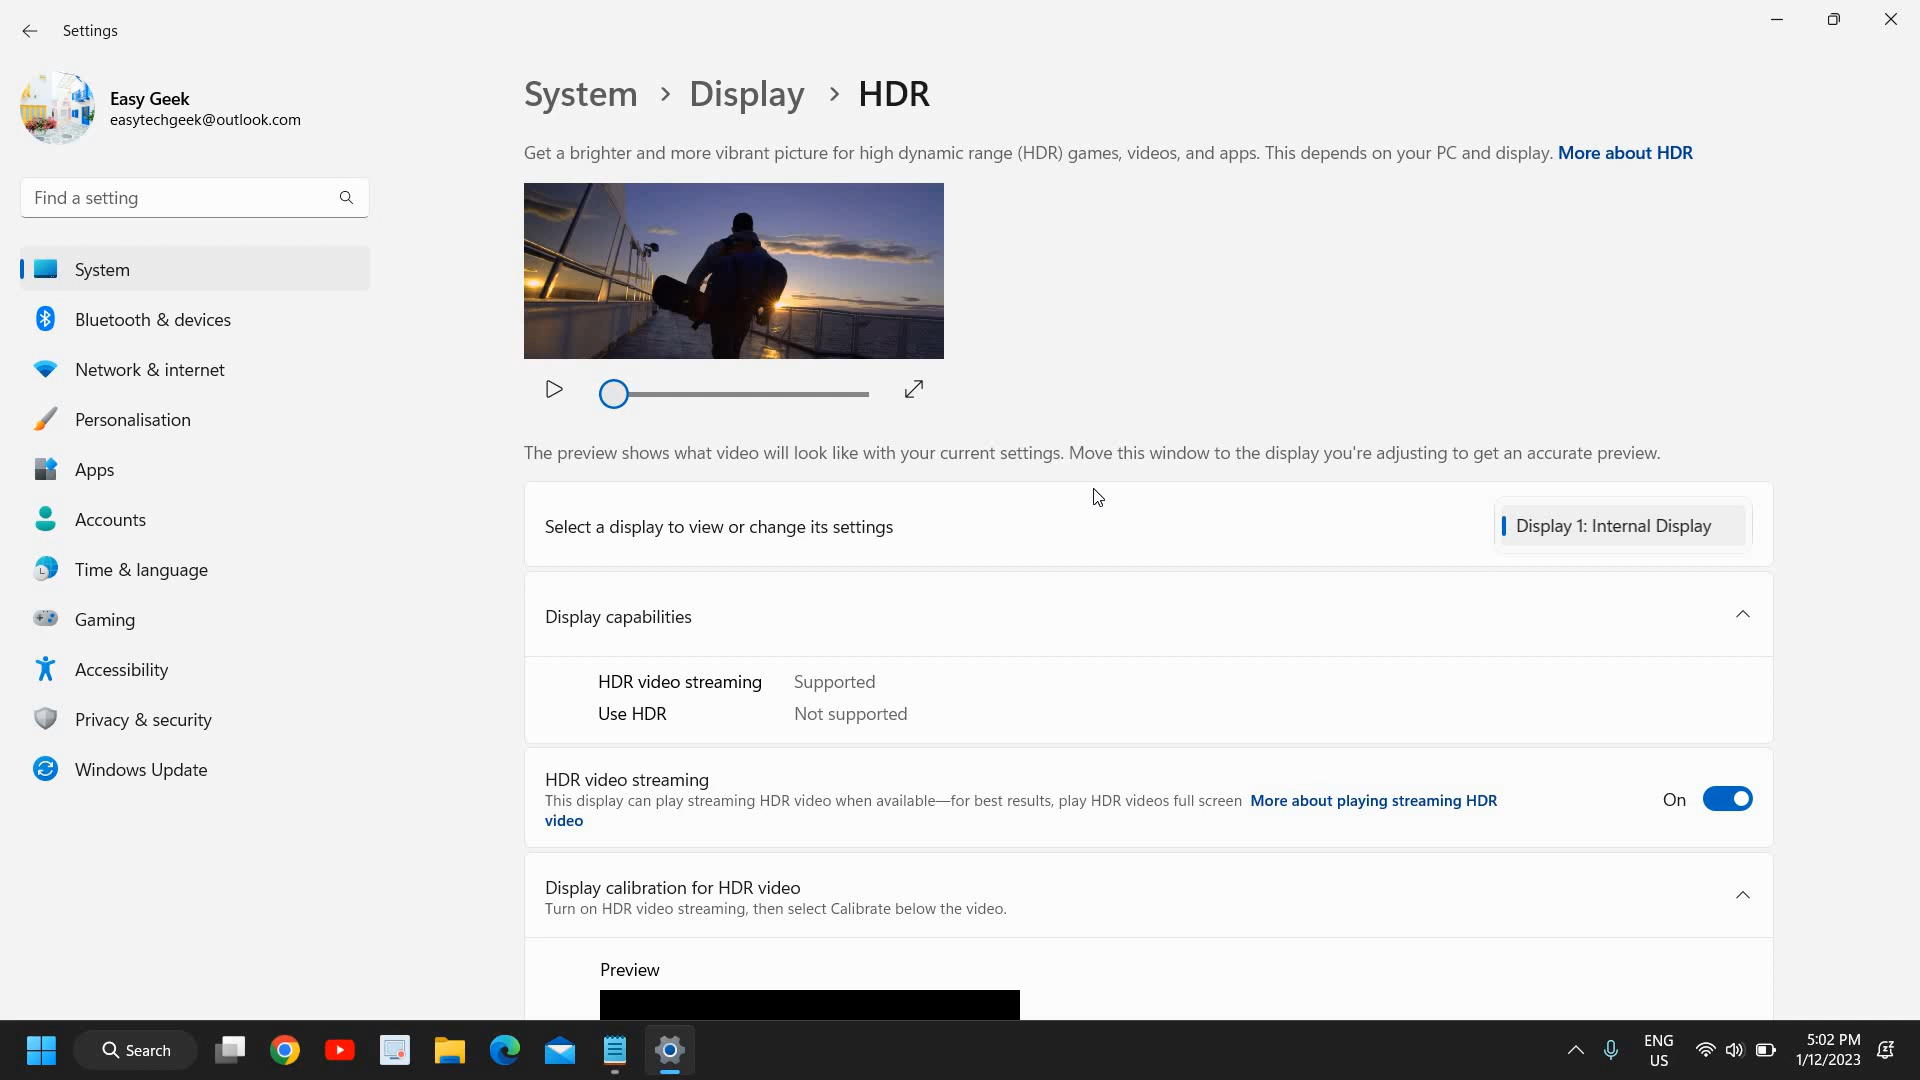 Settings
Easy Geek
easytechgeek@outlook.com
Find a setting
System
Bluetooth & devices
Network & internet
Personalisation
Apps
Accounts
Time & language
Gaming
Accessibility
Privacy & security
Windows Update
System > Display > HDR
Get a brighter and more vibrant picture for high dynamic range (HDR) games, videos, and apps. This depends on your PC and display. More about HDR
The preview shows what video will look like with your current settings. Move this window to the display you're adjusting to get an accurate preview.
Select a display to view or change its settings
Display 1: Internal Display
Display capabilities
HDR video streaming Supported
Use HDR Not supported
HDR video streaming
This display can play streaming HDR video when available—for best results, play HDR videos full screen More about playing streaming HDR
video
On
Display calibration for HDR video
Turn on HDR video streaming, then select Calibrate below the video.
Preview
Search
ENG
US
5:02 PM
1/12/2023